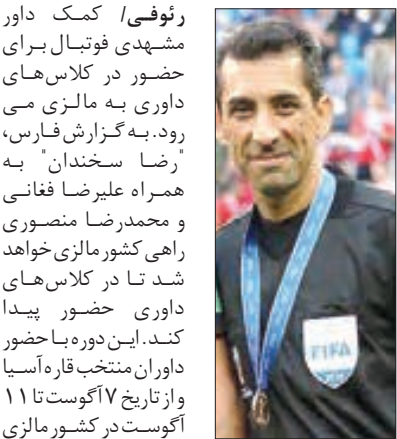 رئوفی/ کمک داور
مشهدی فوتبال برای
حضور در کلاس‌های
داوری به مالزی می
رود. به گزارش فارس،
"رضا سخندان" به
همراه علیرضا فغانی
و محمدرضا منصوری
راهی کشور مالزی خواهد
شد تا در کلاس‌های
داوری حضور پیدا
کند. این دوره با حضور
داوران منتخب قاره آسیا
و از تاریخ ۷ آگوست تا ۱۱
آگوست در کشور مالزی
FIFA